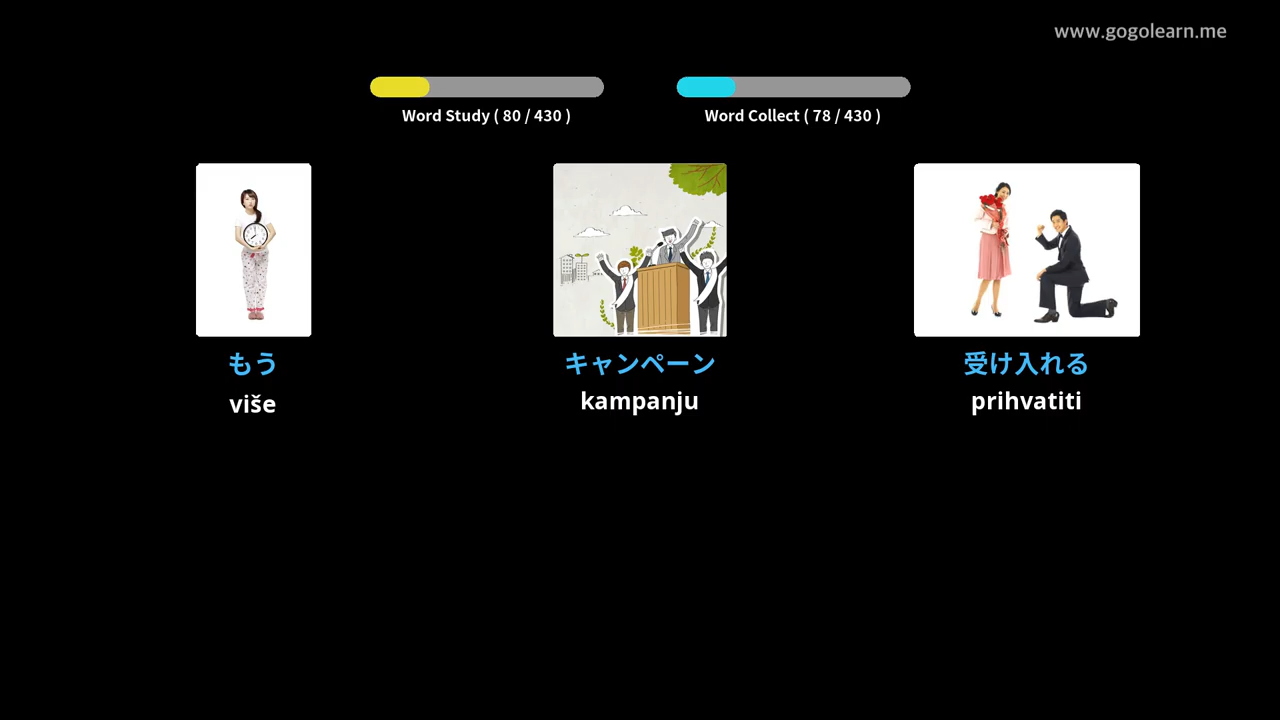 www.gogolearn.me
Word Study ( 80 / 430 )
Word Collect ( 78 / 430 )
もう
キャンペーン
受け入れる
više
kampanju
prihvatiti